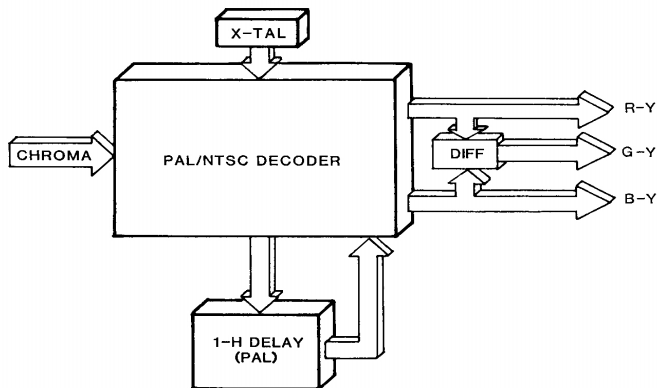 X-TAL
R-Y
CHROMA
PAL/NTSC DECODER
DIFF
G-Y
B-Y
1-H DELAY
(PAL)